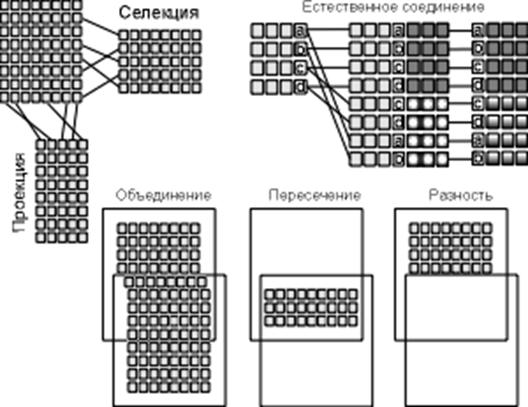 Селекция
Естественное соединение
Проекция
Объединение
Пересечение
Разность